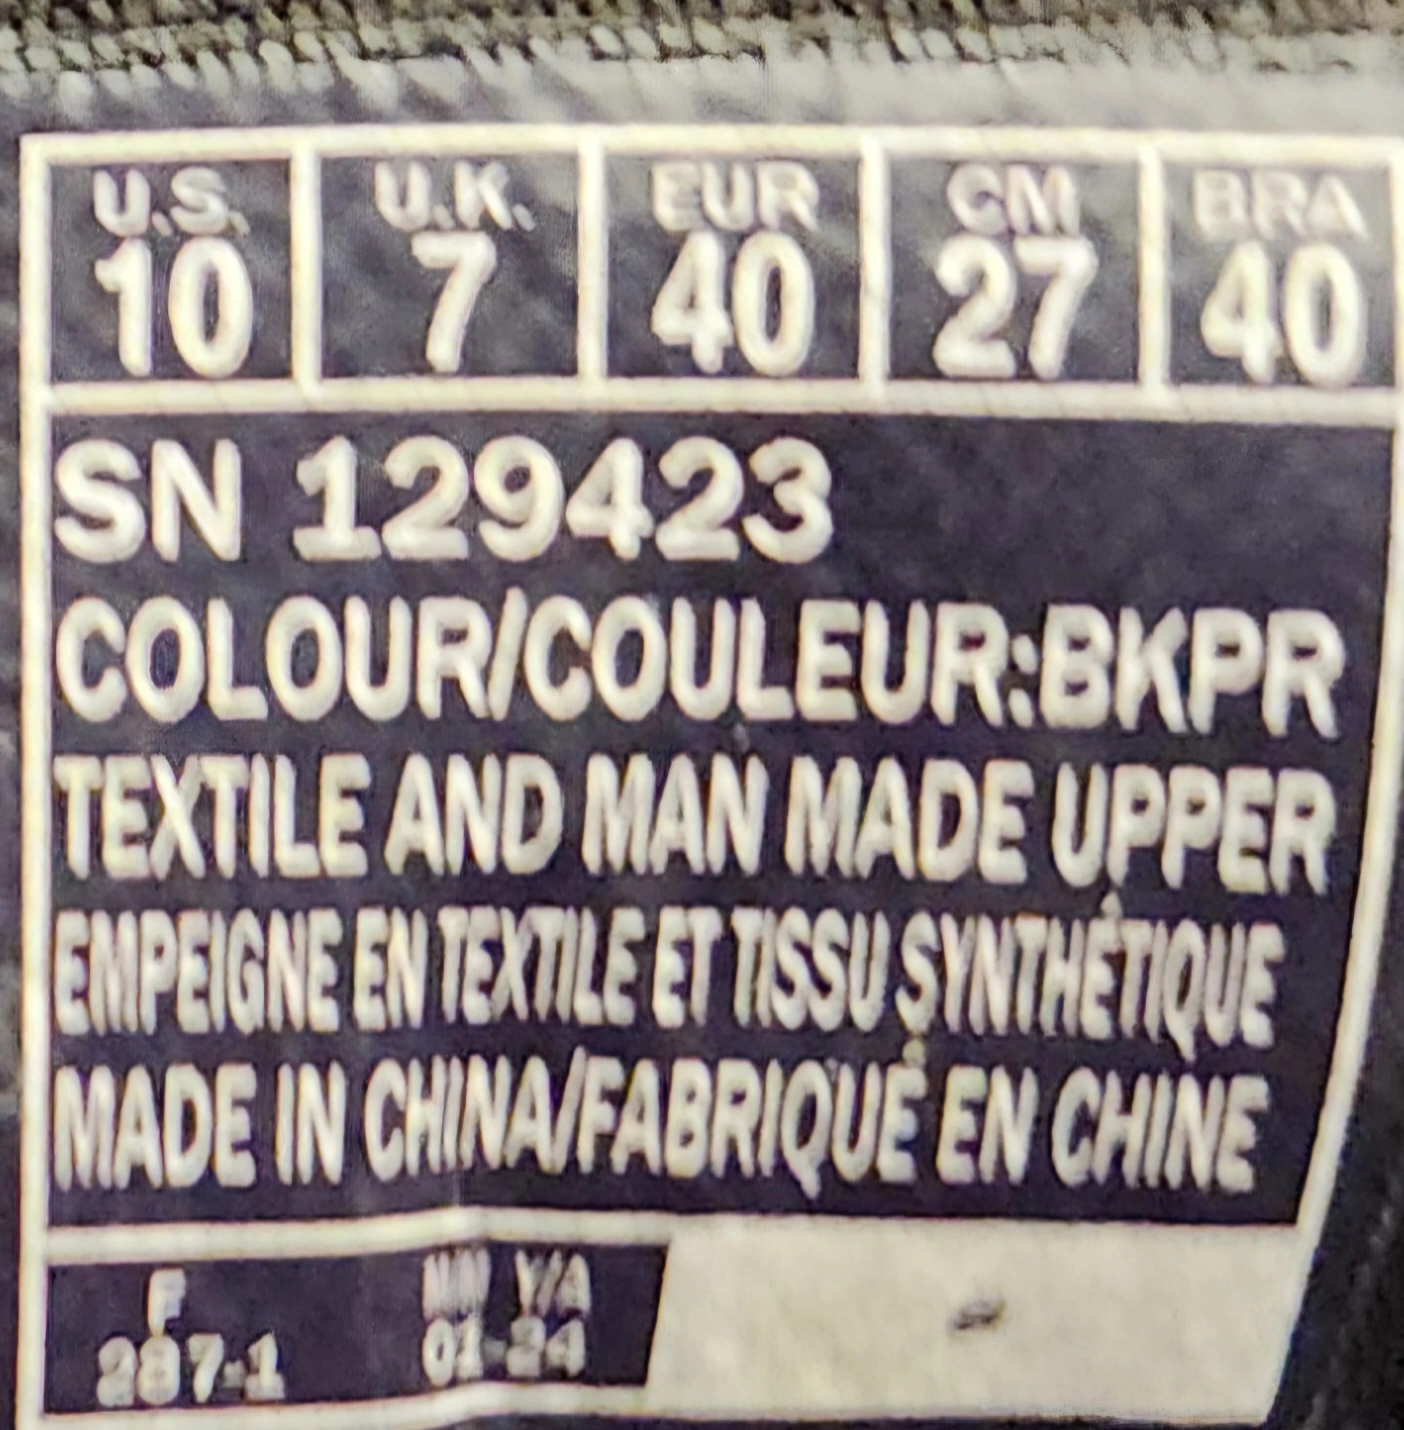 U.S. U.K. EUR CM BRA
10 7 40 27 40
SN 129423
COLOUR/COULEUR:BKPR
TEXTILE AND MAN MADE UPPER
EMPEIGNE EN TEXTILE ET TISSU SYNTHÉTIQUE
MADE IN CHINA/FABRIQUÉ EN CHINE
F MM Y/A
287-1 01-24